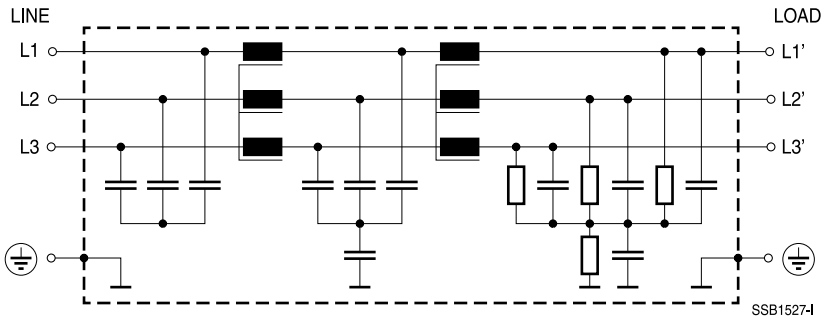 LINE LOAD
L1 L1'
L2 L2'
L3 L3'
SSB1527-I